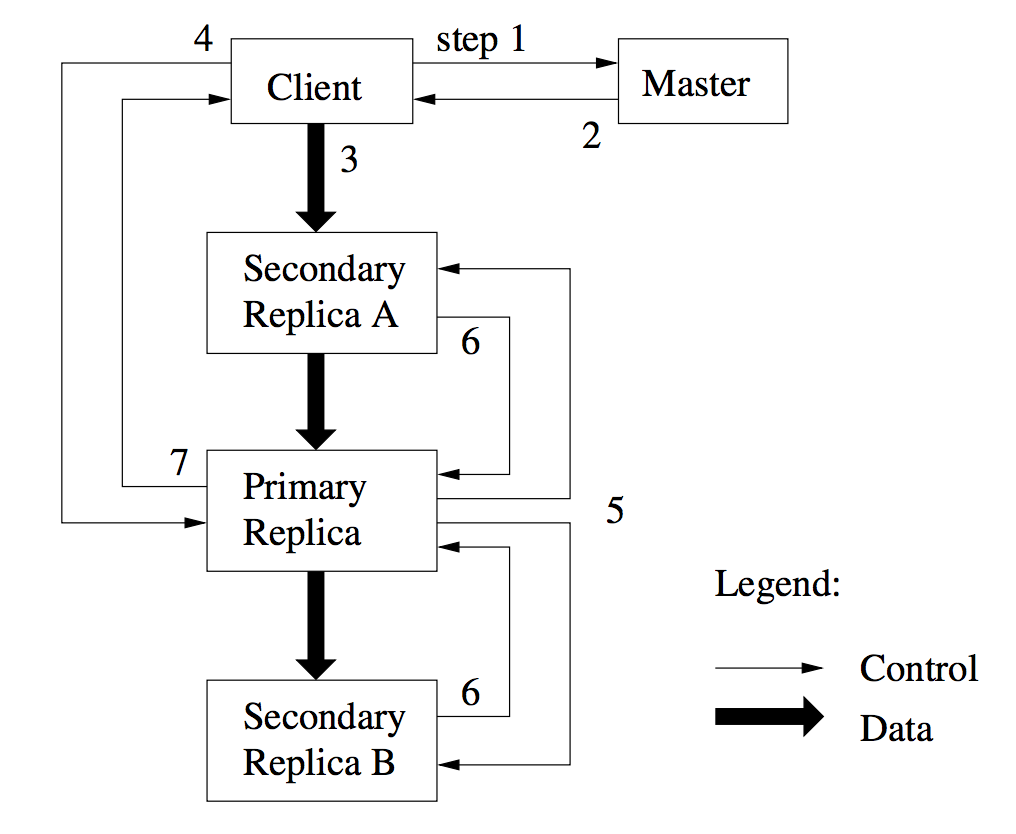 4
step 1
Client
Master
2
3
Secondary
Replica A
6
7
Primary
Replica
5
Legend:
Control
6
Secondary
Replica B
Data